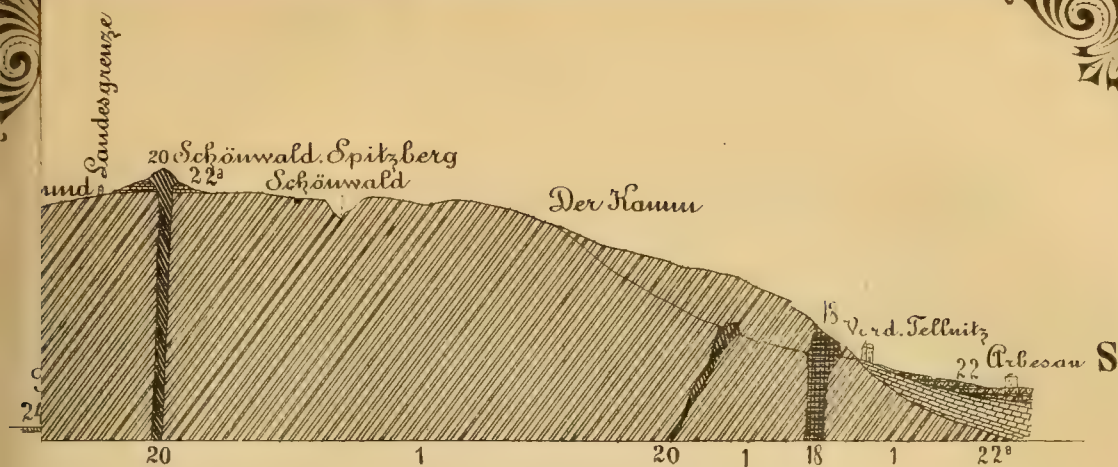 Landesgrenze
20 Schönwald. Spitzberg
22ª
Schönwald
Der Kamm
18
Vord. Tellnitz
22 Arbesau S
20 1 20 1 18 1 22ª